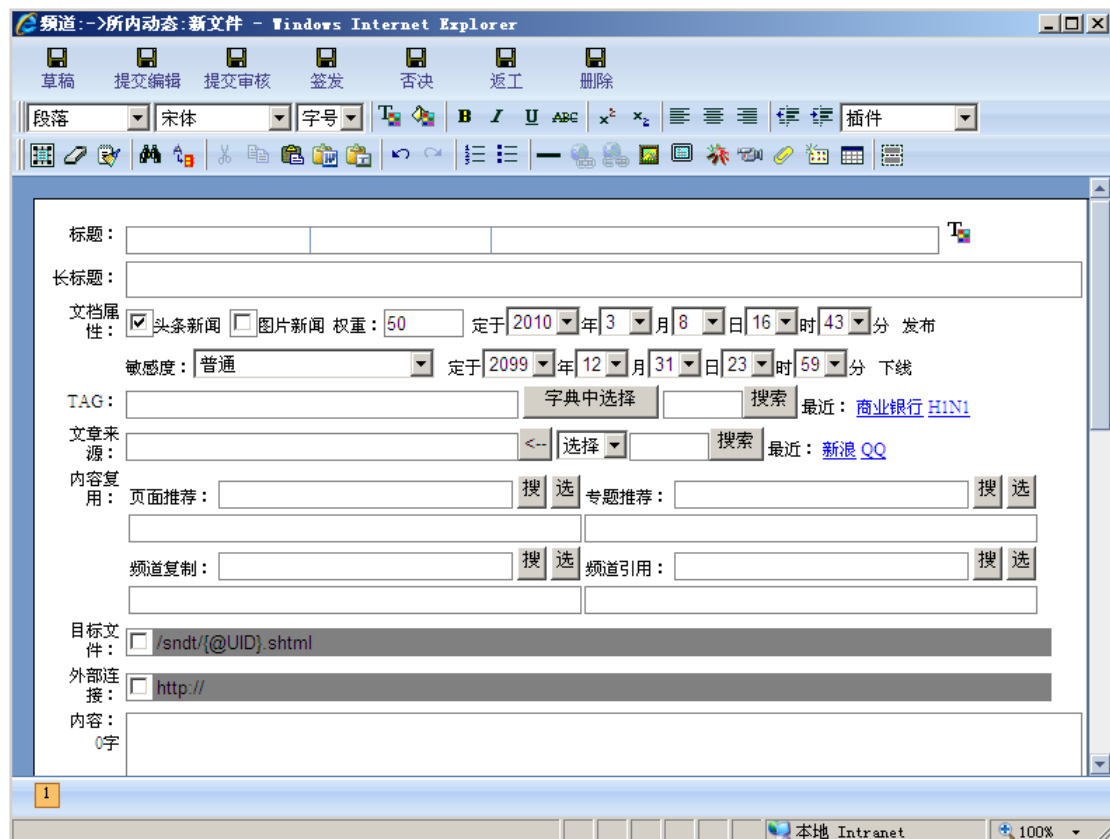 频道:->所内动态:新文件 - Windows Internet Explorer
草稿 提交编辑 提交审核 签发 否决 返工 删除
段落 宋体 字号 B I U ABC x² x₂ 插件
标题：
长标题：
文档属性： 头条新闻 图片新闻 权重：50 定于 2010 年 3 月 8 日 16 时 43 分 发布
敏感度：普通 定于 2099 年 12 月 31 日 23 时 59 分 下线
TAG： 字典中选择 搜索 最近： 商业银行 H1N1
文章来源： <-- 选择 搜索 最近： 新浪 QQ
内容复用： 页面推荐： 搜 选 专题推荐： 搜 选
频道复制： 搜 选 频道引用： 搜 选
目标文件： /sndt/{@UID}.shtml
外部连接： http://
内容：
0字
1
本地 Intranet 100%